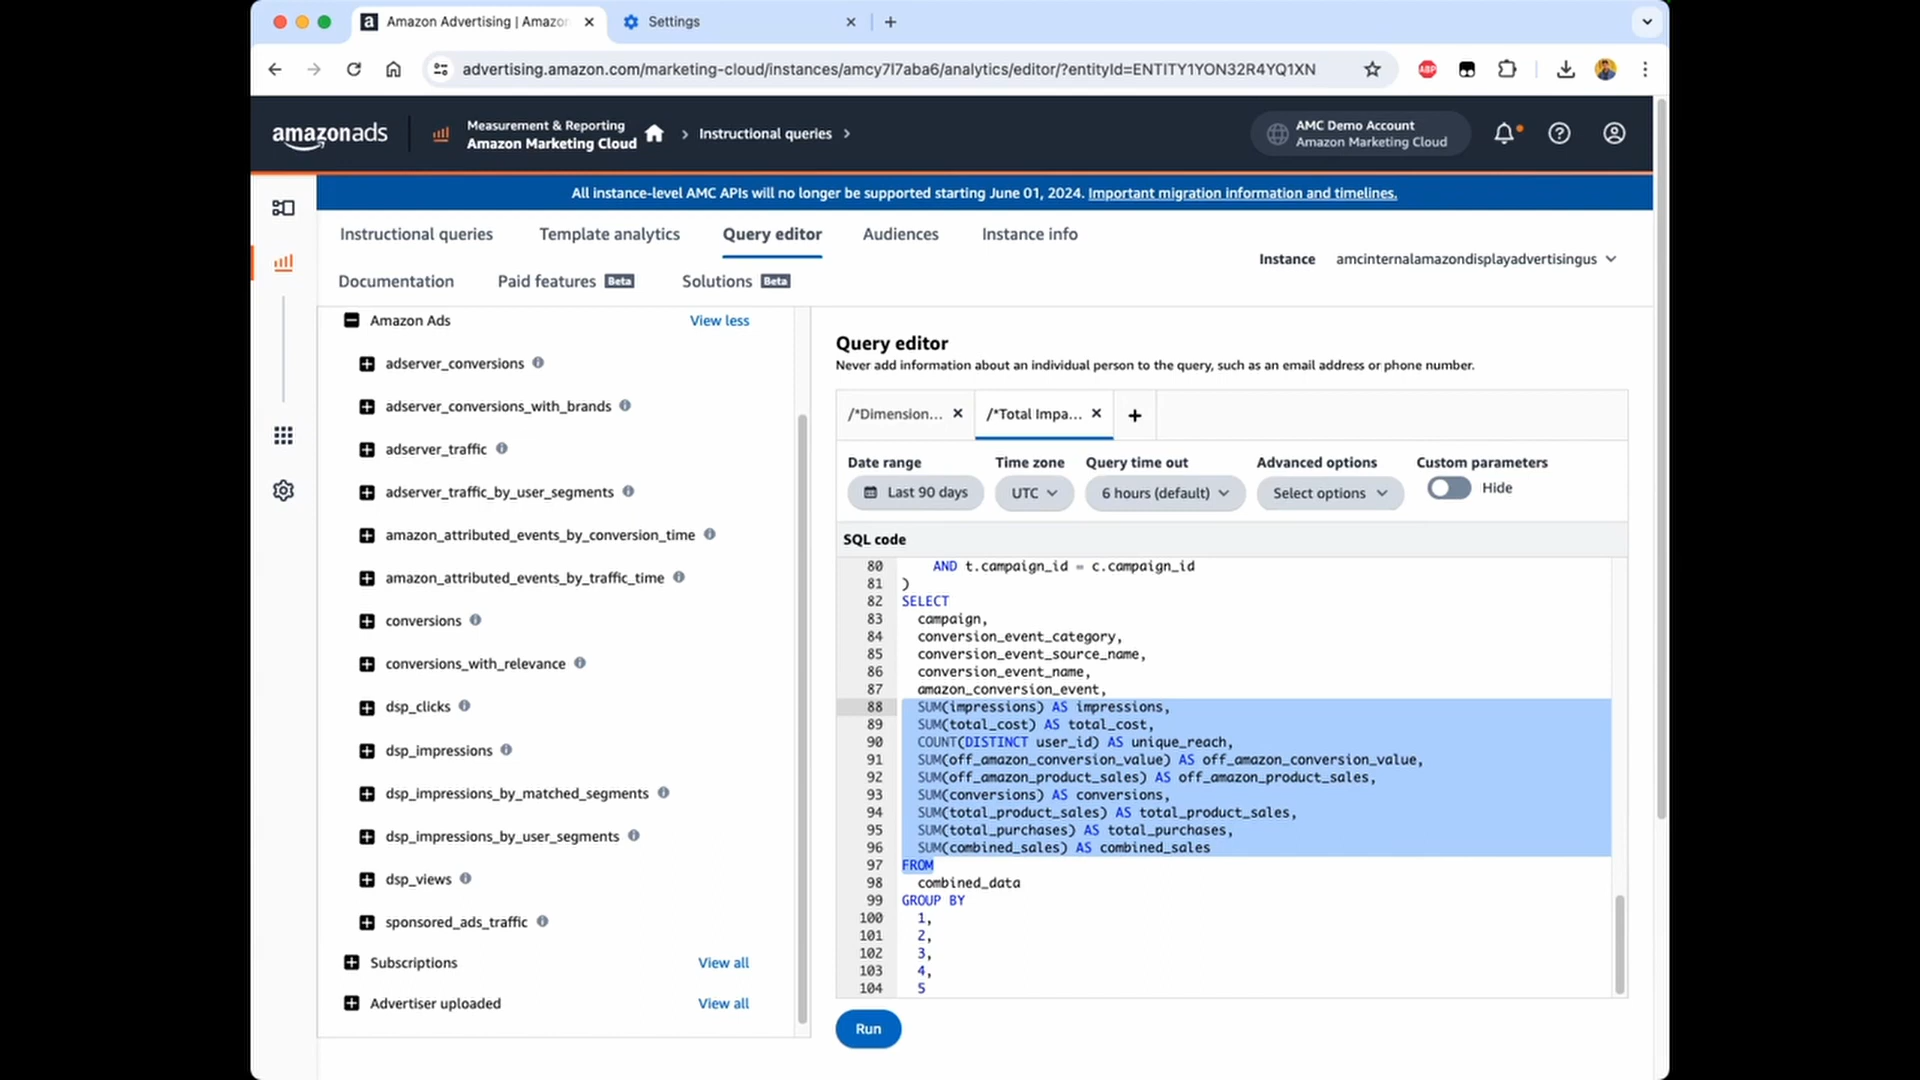 Amazon Advertising | Amazon
Settings
advertising.amazon.com/marketing-cloud/instances/amcy7l7aba6/analytics/editor/?entityId=ENTITY1YON32R4YQ1XN
ABP
amazonads
Measurement & Reporting
Amazon Marketing Cloud
Instructional queries
AMC Demo Account
Amazon Marketing Cloud
All instance-level AMC APIs will no longer be supported starting June 01, 2024. Important migration information and timelines.
Instructional queries
Template analytics
Query editor
Audiences
Instance info
Instance amcinternalamazondisplayadvertisingus
Documentation
Paid features Beta
Solutions Beta
Amazon Ads View less
adserver_conversions
adserver_conversions_with_brands
adserver_traffic
adserver_traffic_by_user_segments
amazon_attributed_events_by_conversion_time
amazon_attributed_events_by_traffic_time
conversions
conversions_with_relevance
dsp_clicks
dsp_impressions
dsp_impressions_by_matched_segments
dsp_impressions_by_user_segments
dsp_views
sponsored_ads_traffic
Subscriptions View all
Advertiser uploaded View all
Query editor
Never add information about an individual person to the query, such as an email address or phone number.
/*Dimension...
/*Total Impa...
Date range
Time zone
Query time out
Advanced options
Custom parameters
Last 90 days
UTC
6 hours (default)
Select options
Hide
SQL code
80 AND t.campaign_id = c.campaign_id
81 )
82 SELECT
83 campaign,
84 conversion_event_category,
85 conversion_event_source_name,
86 conversion_event_name,
87 amazon_conversion_event,
88 SUM(impressions) AS impressions,
89 SUM(total_cost) AS total_cost,
90 COUNT(DISTINCT user_id) AS unique_reach,
91 SUM(off_amazon_conversion_value) AS off_amazon_conversion_value,
92 SUM(off_amazon_product_sales) AS off_amazon_product_sales,
93 SUM(conversions) AS conversions,
94 SUM(total_product_sales) AS total_product_sales,
95 SUM(total_purchases) AS total_purchases,
96 SUM(combined_sales) AS combined_sales
97 FROM
98 combined_data
99 GROUP BY
100 1,
101 2,
102 3,
103 4,
104 5
Run